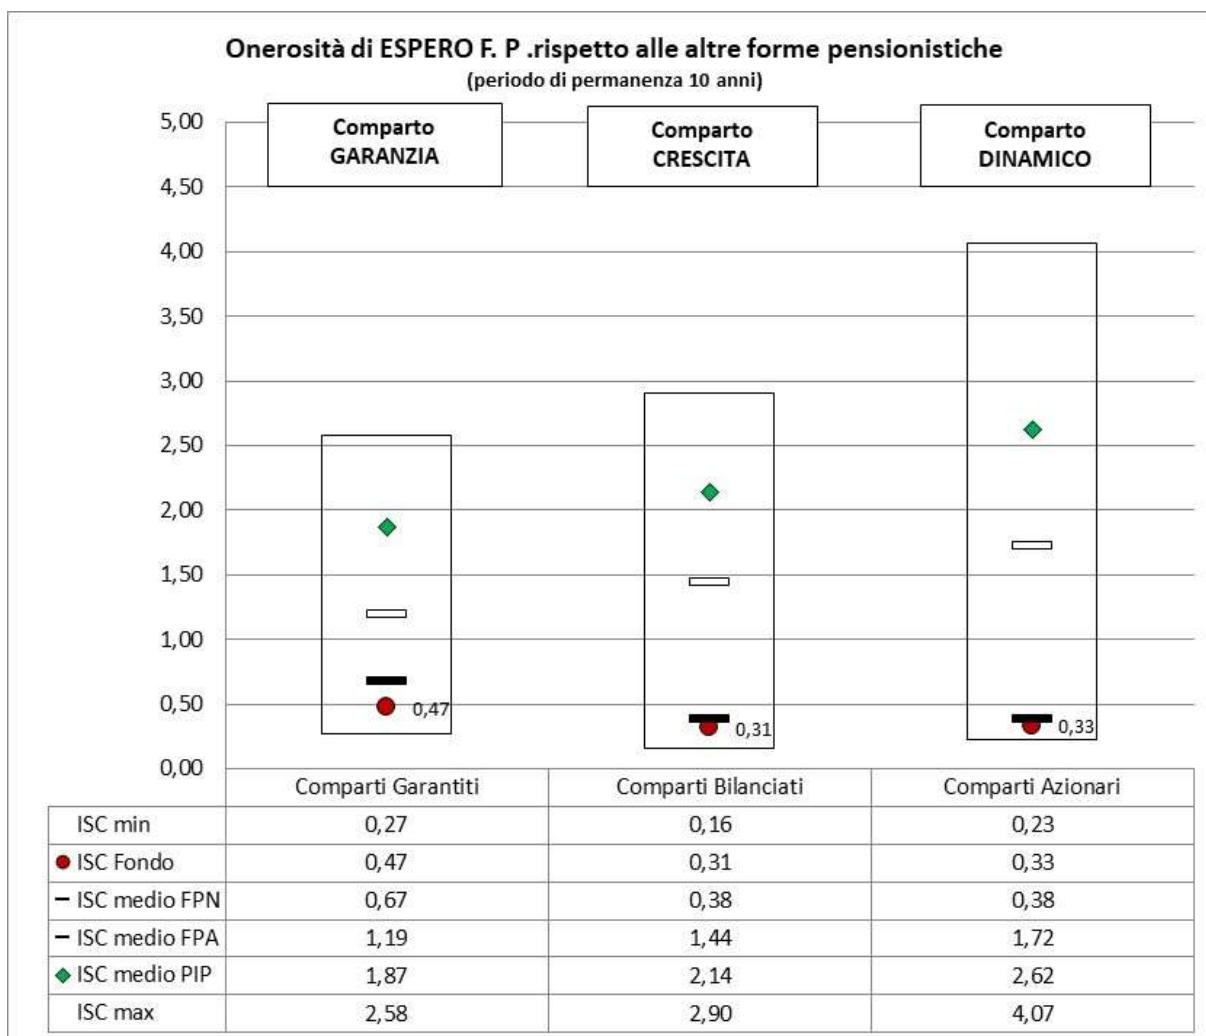 Onerosità di ESPERO F. P .rispetto alle altre forme pensionistiche
(periodo di permanenza 10 anni)
Comparto
GARANZIA
Comparto
CRESCITA
Comparto
DINAMICO
5,00
4,50
4,00
3,50
3,00
2,50
2,00
1,50
1,00
0,50
0,00
0,47
0,31
0,33
Comparti Garantiti Comparti Bilanciati Comparti Azionari
ISC min 0,27 0,16 0,23
ISC Fondo 0,47 0,31 0,33
ISC medio FPN 0,67 0,38 0,38
ISC medio FPA 1,19 1,44 1,72
ISC medio PIP 1,87 2,14 2,62
ISC max 2,58 2,90 4,07